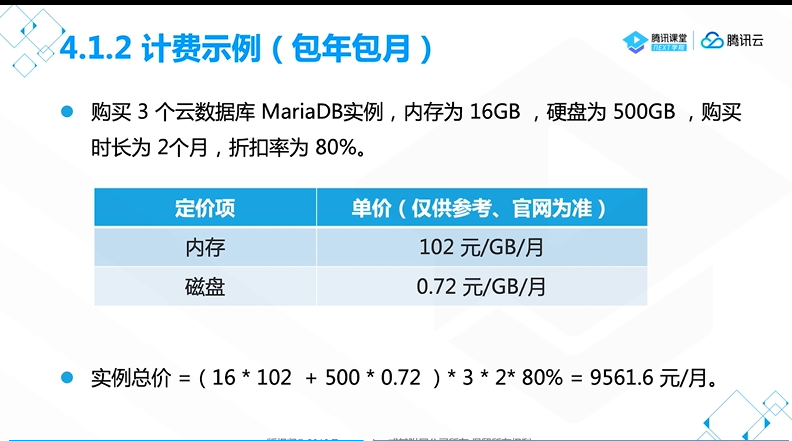 4.1.2 计费示例（包年包月）
腾讯课堂
NEXT学院
腾讯云
购买 3 个云数据库 MariaDB实例，内存为 16GB ，硬盘为 500GB ，购买
时长为 2个月，折扣率为 80%。
定价项 单价（仅供参考、官网为准）
内存 102 元/GB/月
磁盘 0.72 元/GB/月
实例总价 =（ 16 * 102 + 500 * 0.72 ）* 3 * 2* 80% = 9561.6 元/月。